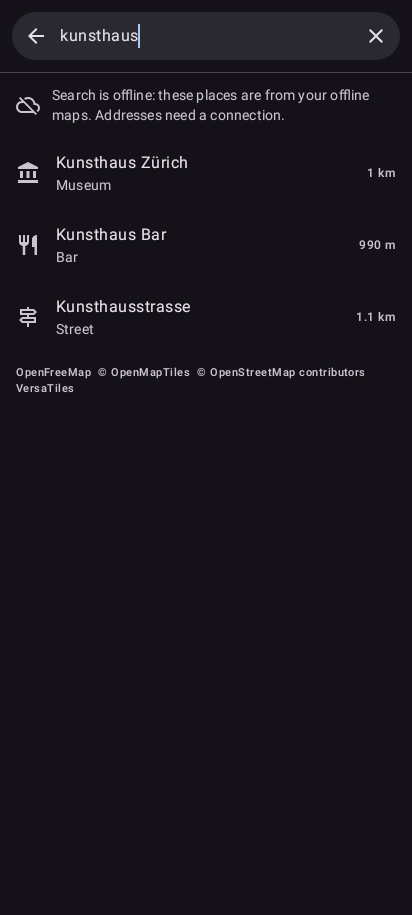 kunsthaus
Search is offline: these places are from your offline
maps. Addresses need a connection.
Kunsthaus Zürich
Museum
1 km
Kunsthaus Bar
Bar
990 m
Kunsthausstrasse
Street
1.1 km
OpenFreeMap © OpenMapTiles © OpenStreetMap contributors
VersaTiles